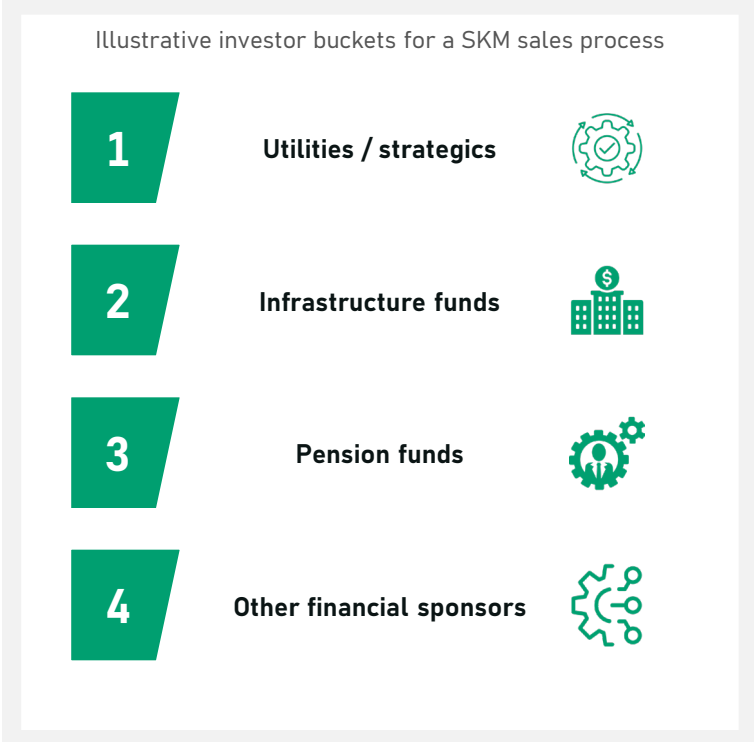 Illustrative investor buckets for a SKM sales process
1
Utilities / strategics
2
Infrastructure funds
$
3
Pension funds
4
Other financial sponsors